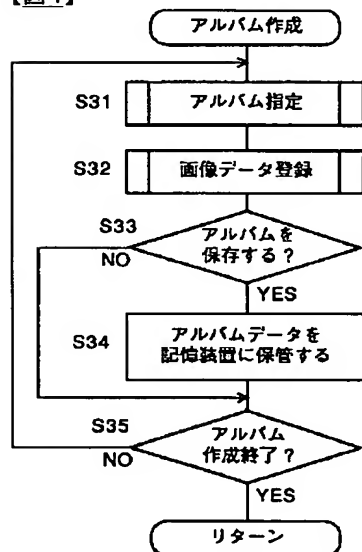 アルバム作成
S31
アルバム指定
S32
画像データ登録
S33
アルバムを
保存する?
NO
YES
S34
アルバムデータを
記憶装置に保管する
S35
アルバム
作成終了?
NO
YES
リターン